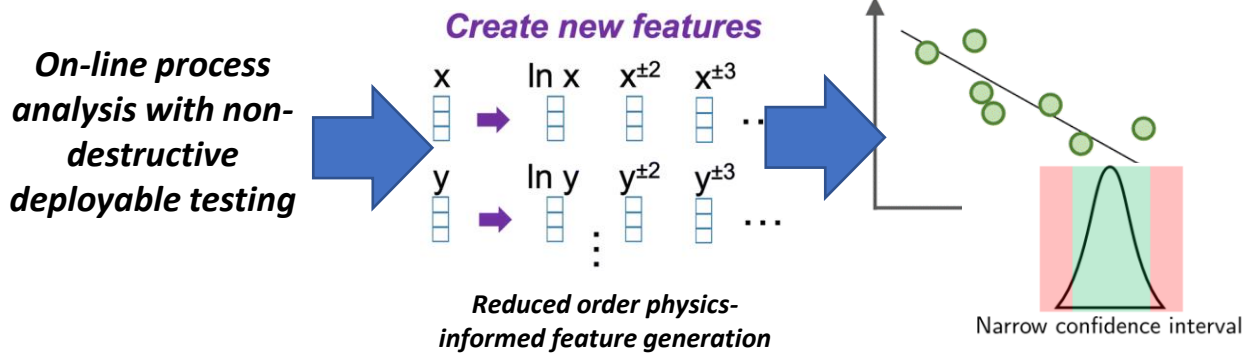 On-line process
analysis with non-
destructive
deployable testing
Create new features
x ln x x±2 x±3
...
y ln y y±2 y±3
...
⋮
Reduced order physics-
informed feature generation
Narrow confidence interval